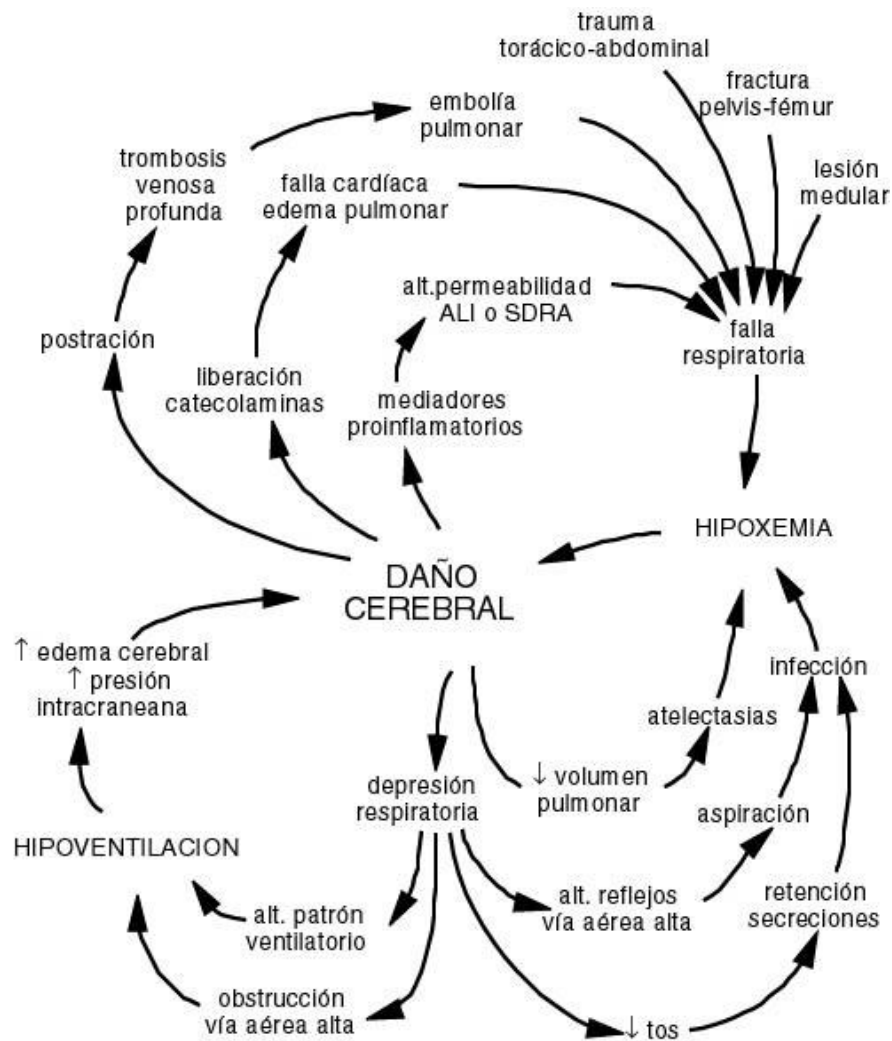 trauma
torácico-abdominal
fractura
pelvis-fémur
embolía
pulmonar
trombosis
venosa
profunda
falla cardíaca
edema pulmonar
lesión
medular
alt.permeabilidad
ALI o SDRA
falla
respiratoria
postración
liberación
catecolaminas
mediadores
proinflamatorios
HIPOXEMIA
DAÑO
CEREBRAL
↑ edema cerebral
↑ presión
intracraneana
infección
atelectasias
depresión
respiratoria
↓ volumen
pulmonar
aspiración
HIPOVENTILACION
alt. patrón
ventilatorio
alt. reflejos
vía aérea alta
retención
secreciones
obstrucción
vía aérea alta
↓ tos